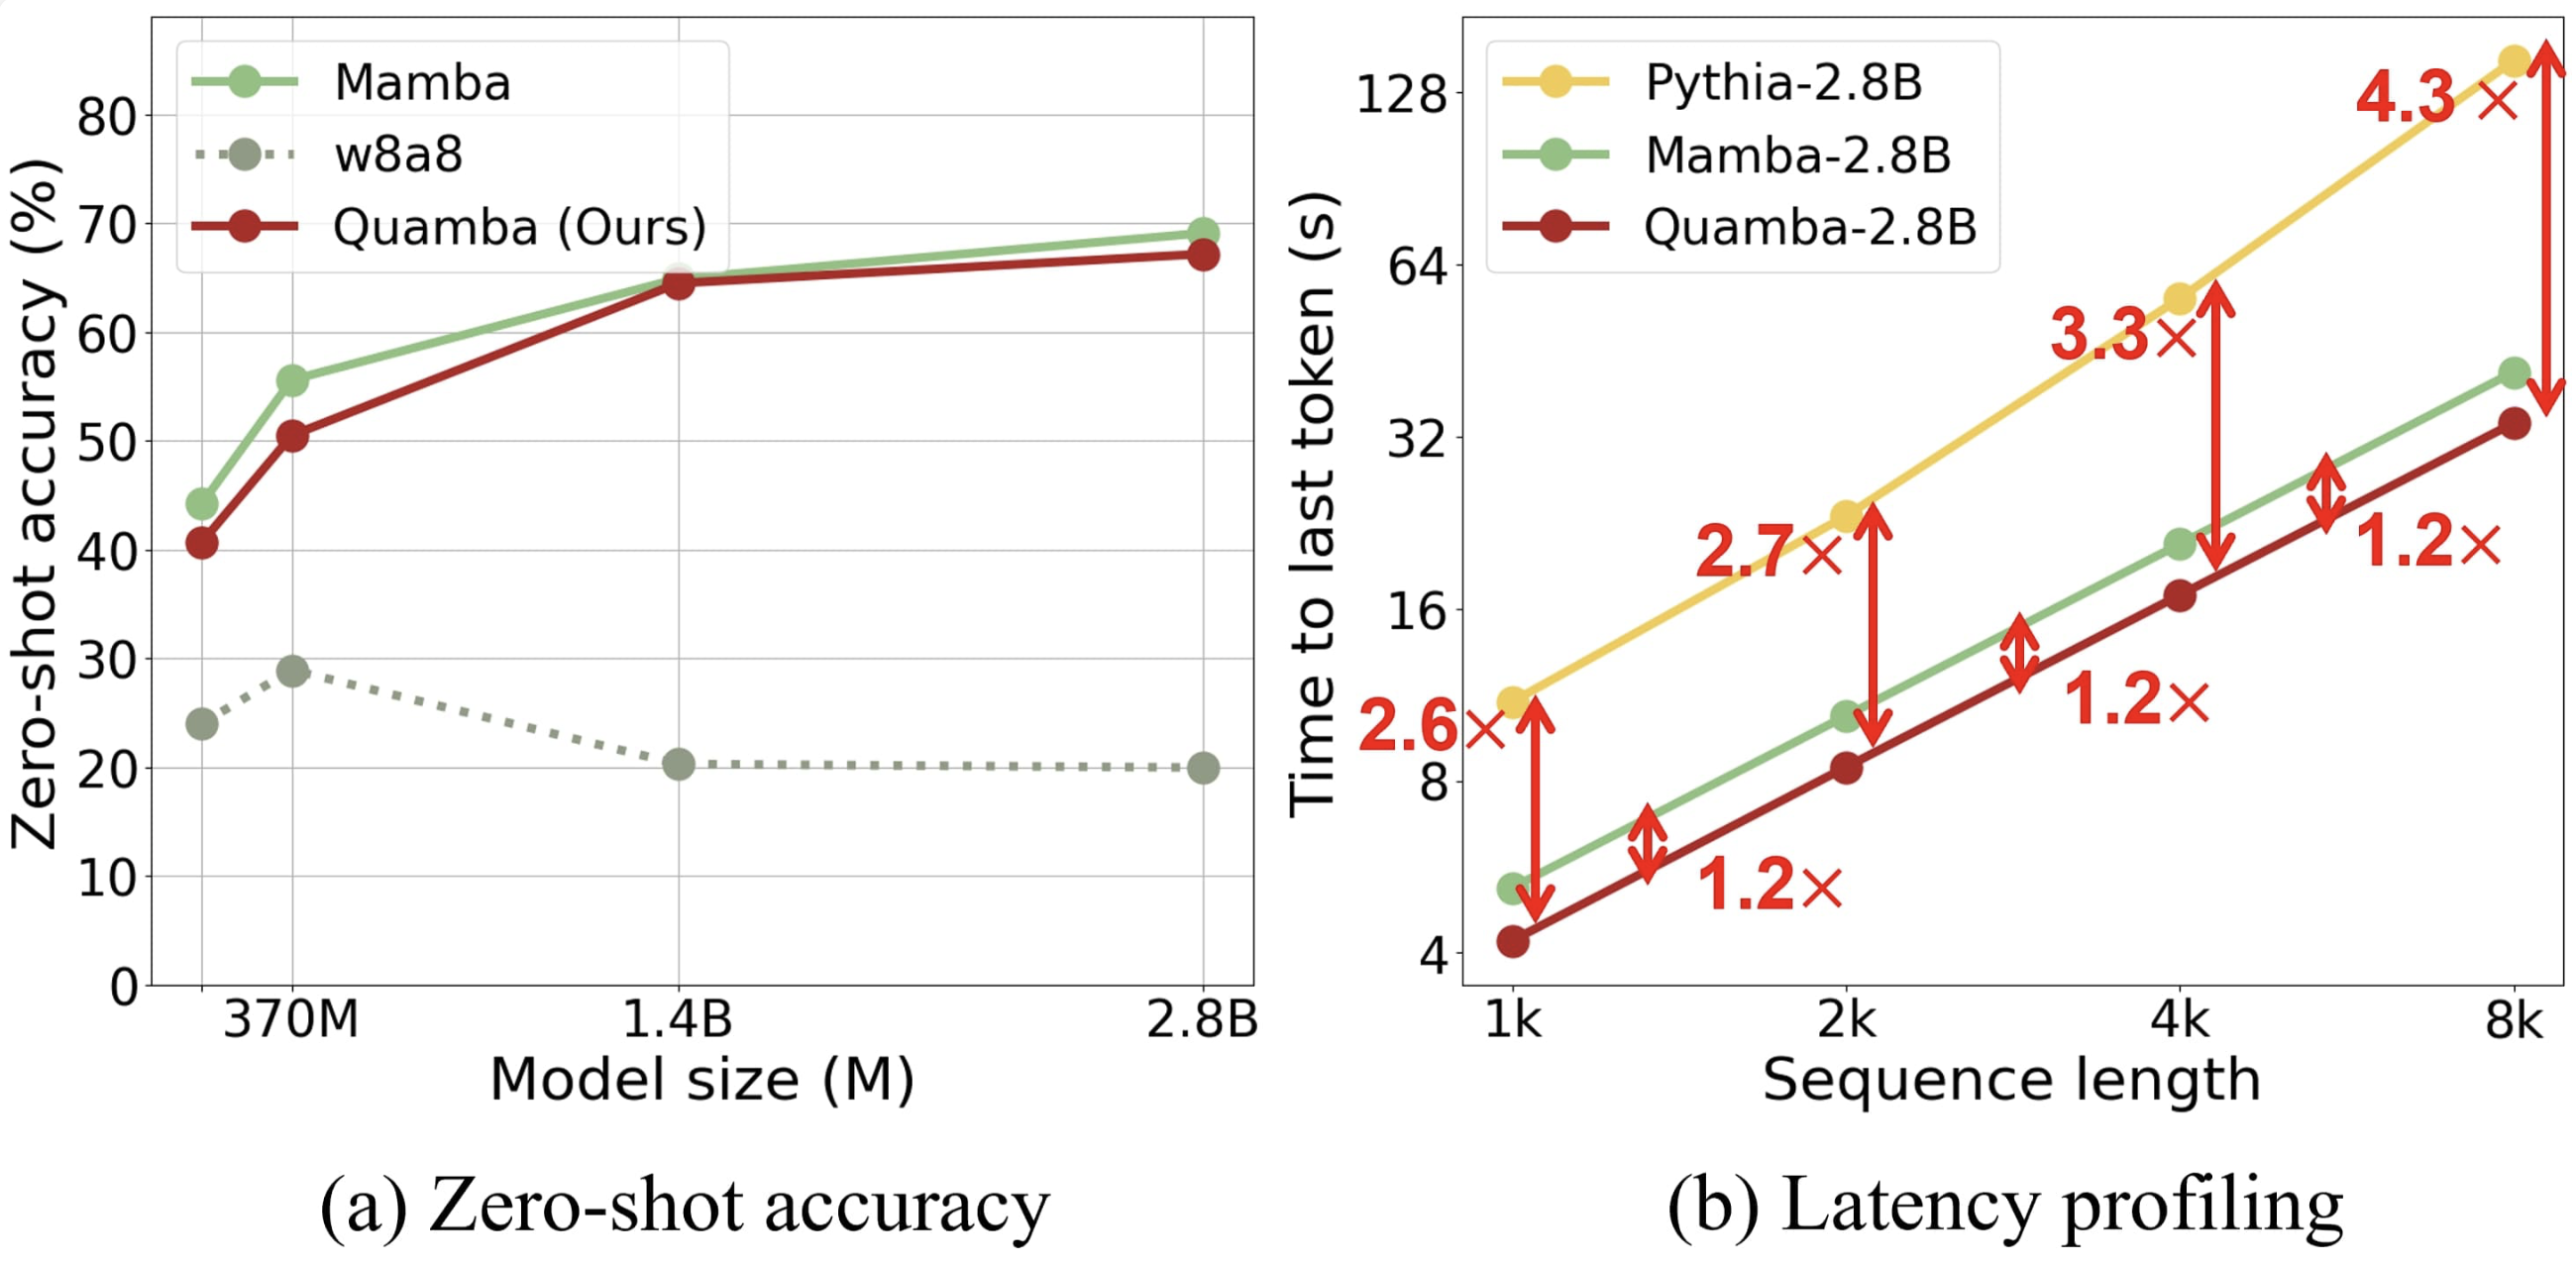 Mamba
w8a8
Quamba (Ours)
Zero-shot accuracy (%)
80
70
60
50
40
30
20
10
0
370M 1.4B 2.8B
Model size (M)
(a) Zero-shot accuracy
Pythia-2.8B
Mamba-2.8B
Quamba-2.8B
Time to last token (s)
128
64
32
16
8
4
4.3×
3.3×
2.7×
2.6×
1.2×
1.2×
1.2×
1k 2k 4k 8k
Sequence length
(b) Latency profiling